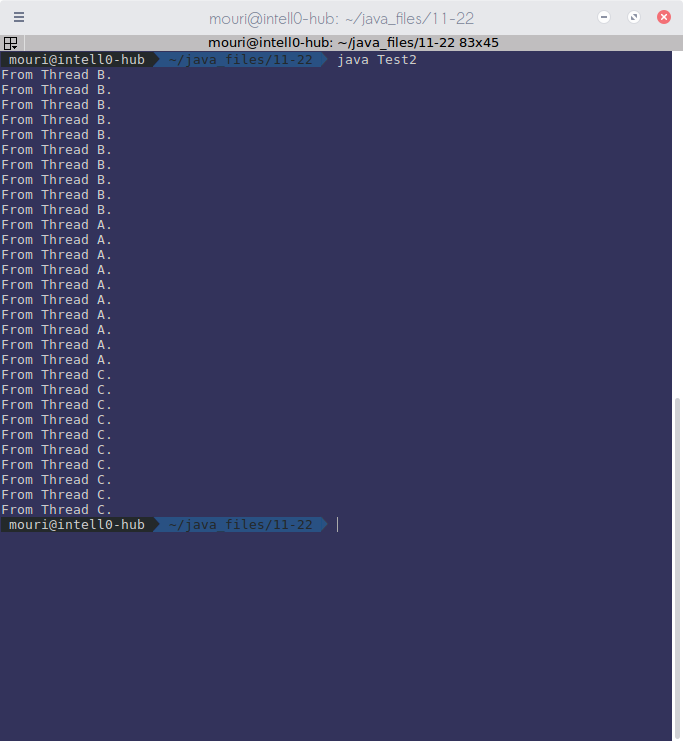 mouri@intell0-hub: ~/java_files/11-22
mouri@intell0-hub: ~/java_files/11-22 83x45
mouri@intell0-hub ~/java_files/11-22 java Test2
From Thread B.
From Thread B.
From Thread B.
From Thread B.
From Thread B.
From Thread B.
From Thread B.
From Thread B.
From Thread B.
From Thread B.
From Thread A.
From Thread A.
From Thread A.
From Thread A.
From Thread A.
From Thread A.
From Thread A.
From Thread A.
From Thread A.
From Thread A.
From Thread C.
From Thread C.
From Thread C.
From Thread C.
From Thread C.
From Thread C.
From Thread C.
From Thread C.
From Thread C.
From Thread C.
mouri@intell0-hub ~/java_files/11-22